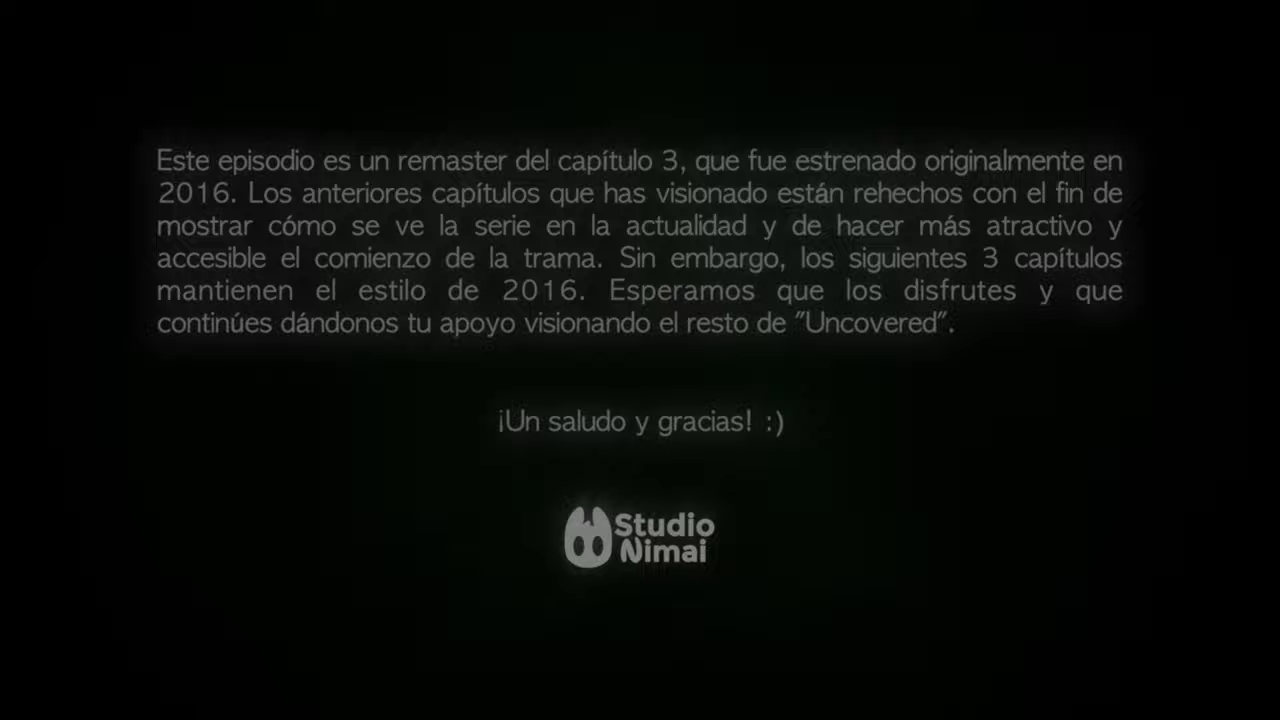 Este episodio es un remaster del capítulo 3, que fue estrenado originalmente en
2016. Los anteriores capítulos que has visionado están rehechos con el fin de
mostrar cómo se ve la serie en la actualidad y de hacer más atractivo y
accesible el comienzo de la trama. Sin embargo, los siguientes 3 capítulos
mantienen el estilo de 2016. Esperamos que los disfrutes y que
continúes dándonos tu apoyo visionando el resto de "Uncovered".
¡Un saludo y gracias! :)
Studio
Nimai